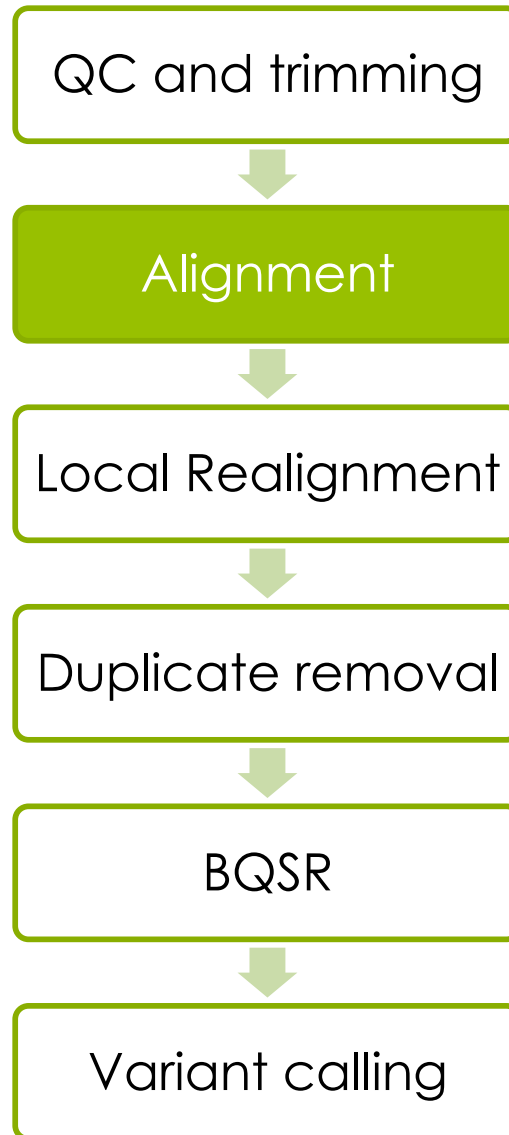 QC and trimming
Alignment
Local Realignment
Duplicate removal
BQSR
Variant calling